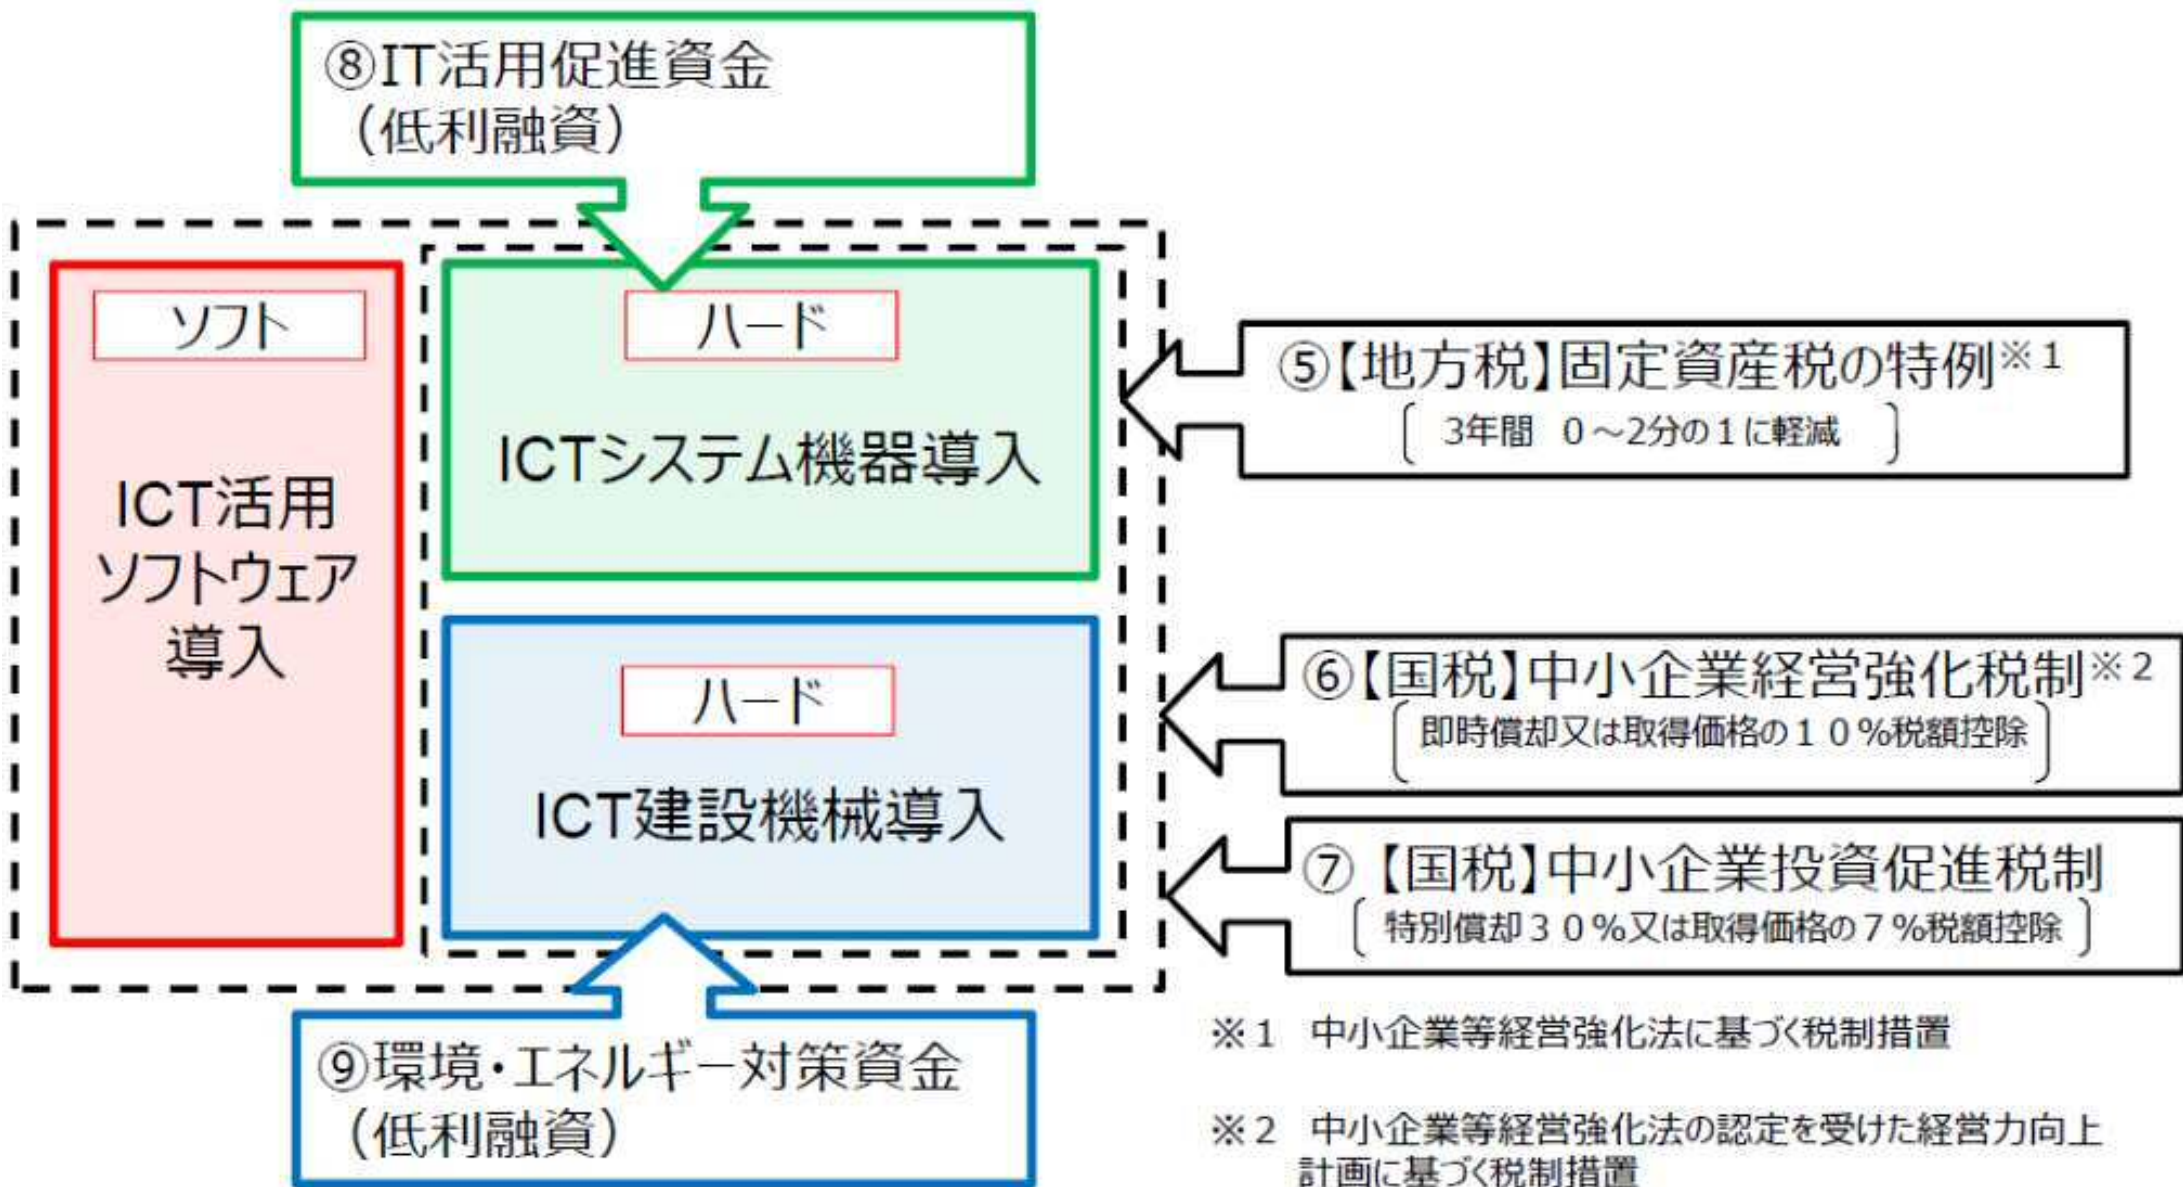 ⑧IT活用促進資金
（低利融資）
ソフト
ICT活用
ソフトウェア
導入
ハード
ICTシステム機器導入
ハード
ICT建設機械導入
⑤【地方税】固定資産税の特例※１
3年間　０～2分の１に軽減
⑥【国税】中小企業経営強化税制※２
即時償却又は取得価格の１０％税額控除
⑦【国税】中小企業投資促進税制
特別償却３０％又は取得価格の７％税額控除
⑨環境・エネルギー対策資金
（低利融資）
※１　中小企業等経営強化法に基づく税制措置
※２　中小企業等経営強化法の認定を受けた経営力向上
計画に基づく税制措置